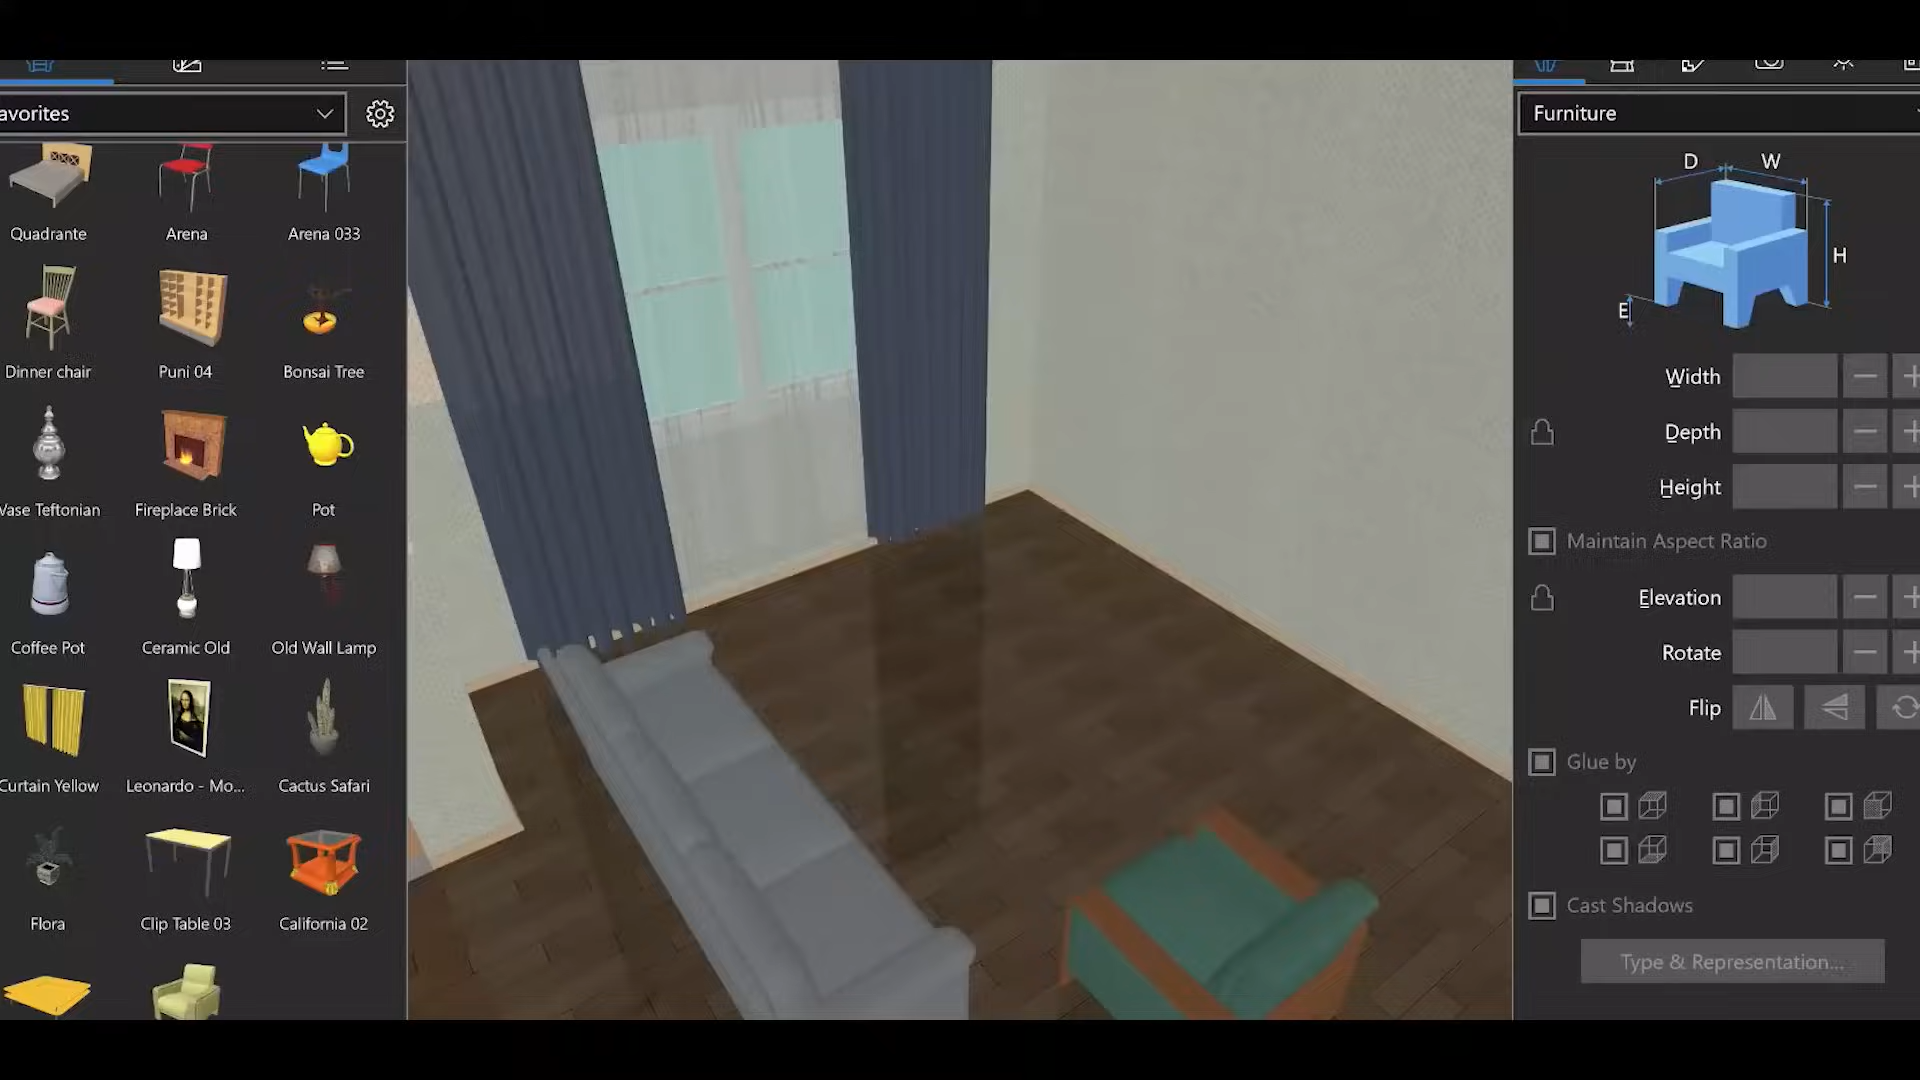 avorites
Quadrante
Arena
Arena 033
Dinner chair
Puni 04
Bonsai Tree
Vase Teftonian
Fireplace Brick
Pot
Coffee Pot
Ceramic Old
Old Wall Lamp
Curtain Yellow
Leonardo - Mo...
Cactus Safari
Flora
Clip Table 03
California 02
Furniture
D
W
H
E
Width
Depth
Height
Maintain Aspect Ratio
Elevation
Rotate
Flip
Glue by
Cast Shadows
Type & Representation...